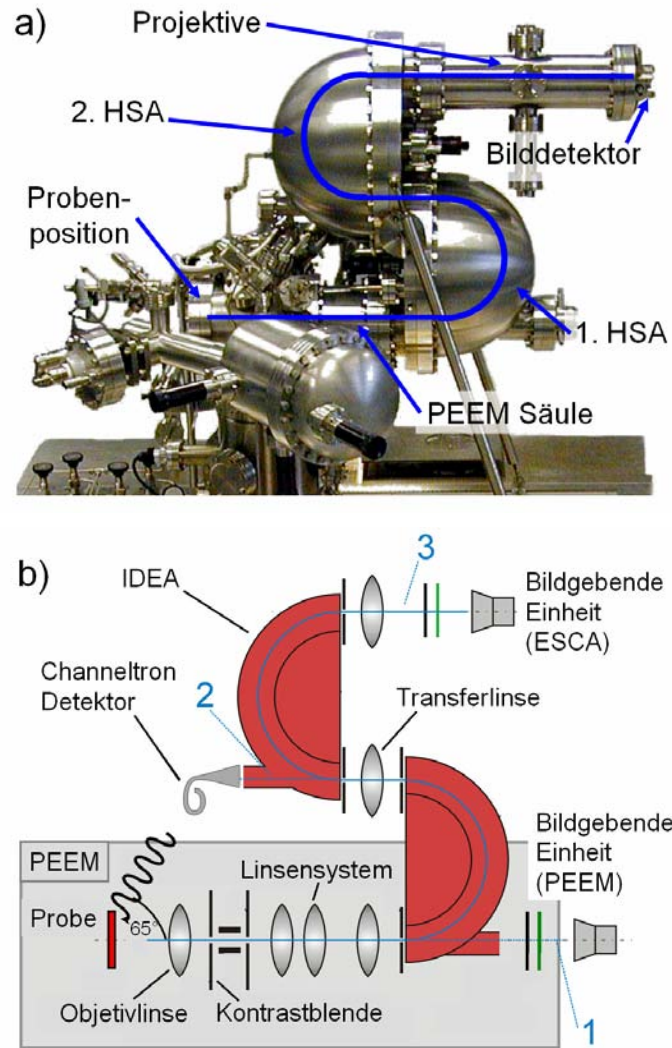 a)
Projektive
2. HSA
Bilddetektor
Proben-
position
1. HSA
PEEM Säule
b)
IDEA
3
Bildgebende
Einheit
(ESCA)
Channeltron
Detektor
2
Transferlinse
Bildgebende
Einheit
(PEEM)
PEEM
Linsensystem
Probe
65°
Objetivlinse
Kontrastblende
1